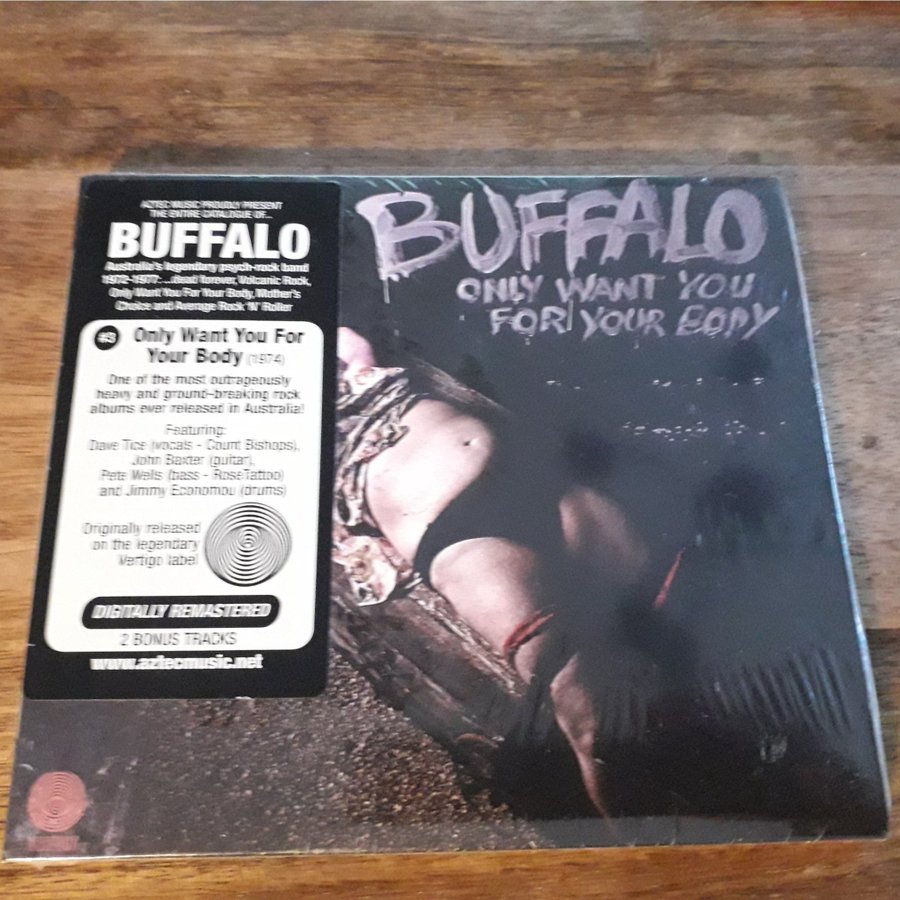 AZTEC MUSIC PROUDLY PRESENT
THE ENTIRE CATALOGUE OF...
BUFFALO
Australia's legendary psych-rock band
1972-1977:...dead forever, Volcanic Rock,
Only Want You For Your Body, Mother's
Choice and Average Rock 'N' Roller
#3 Only Want You For
Your Body (1974)
One of the most outrageously
heavy and ground-breaking rock
albums ever released in Australia!
Featuring:
Dave Tice (vocals - Count Bishops),
John Baxter (guitar),
Pete Wells (bass - Rose Tattoo)
and Jimmy Economou (drums)
Originally released
on the legendary
Vertigo label
DIGITALLY REMASTERED
2 BONUS TRACKS
www.aztecmusic.net
BUFFALO
ONLY WANT YOU
FOR YOUR BODY